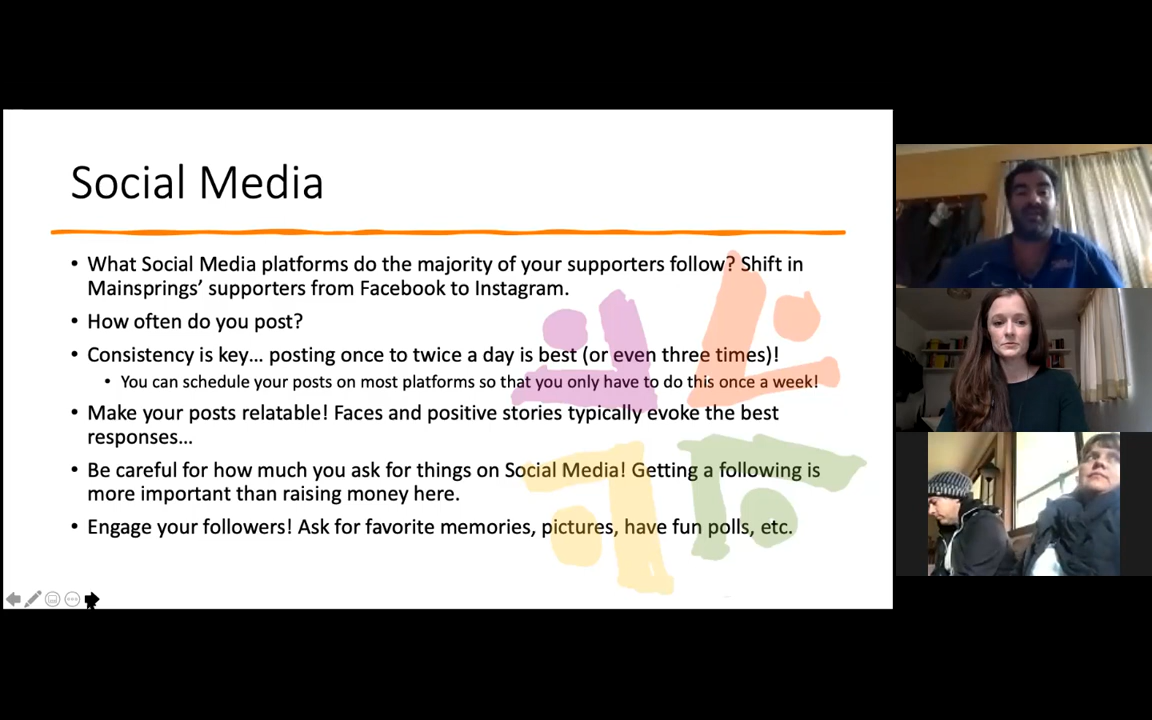 Social Media
• What Social Media platforms do the majority of your supporters follow? Shift in
Mainsprings’ supporters from Facebook to Instagram.
• How often do you post?
• Consistency is key… posting once to twice a day is best (or even three times)!
• You can schedule your posts on most platforms so that you only have to do this once a week!
• Make your posts relatable! Faces and positive stories typically evoke the best
responses…
• Be careful for how much you ask for things on Social Media! Getting a following is
more important than raising money here.
• Engage your followers! Ask for favorite memories, pictures, have fun polls, etc.